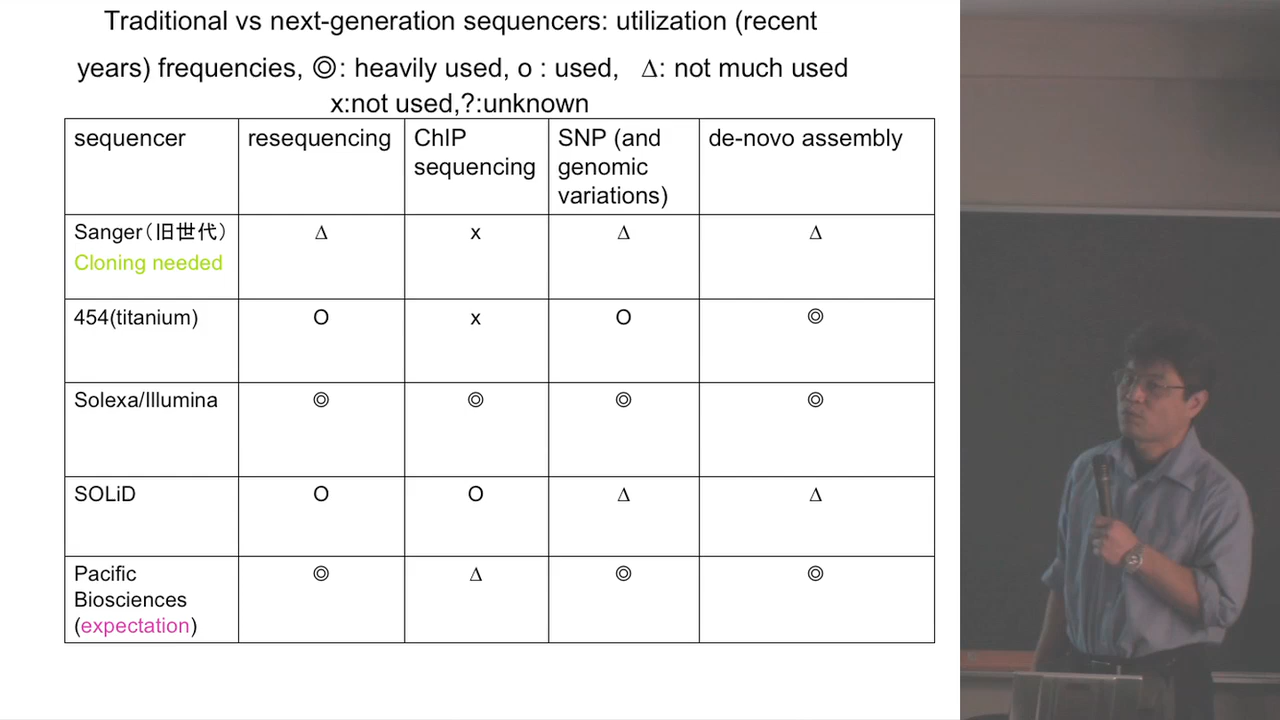 Traditional vs next-generation sequencers: utilization (recent
years) frequencies, ◎: heavily used, o : used, Δ: not much used
x:not used,?:unknown
sequencer resequencing ChIP sequencing SNP (and genomic variations) de-novo assembly
Sanger（旧世代） Δ x Δ Δ
Cloning needed
454(titanium) O x O ◎
Solexa/Illumina ◎ ◎ ◎ ◎
SOLiD O O Δ Δ
Pacific ◎ Δ ◎ ◎
Biosciences
(expectation)